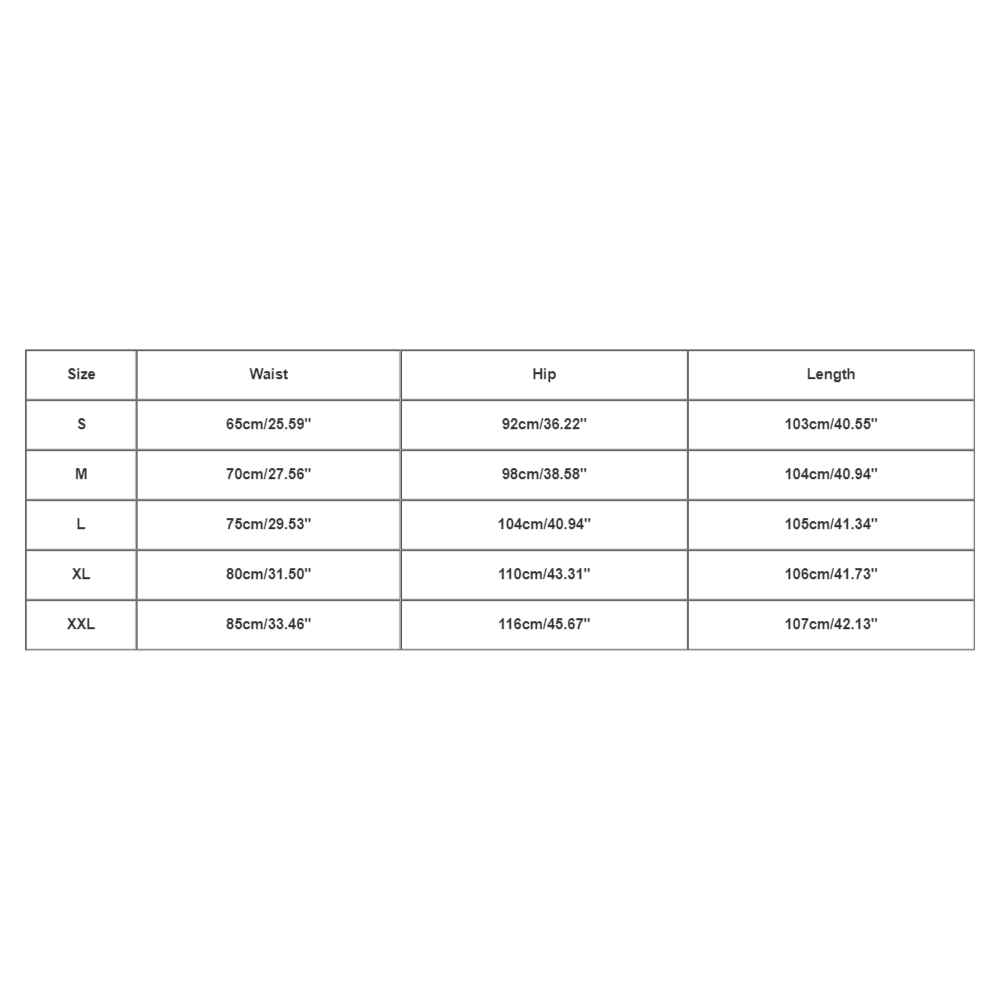 Size Waist Hip Length
S 65cm/25.59" 92cm/36.22" 103cm/40.55"
M 70cm/27.56" 98cm/38.58" 104cm/40.94"
L 75cm/29.53" 104cm/40.94" 105cm/41.34"
XL 80cm/31.50" 110cm/43.31" 106cm/41.73"
XXL 85cm/33.46" 116cm/45.67" 107cm/42.13"